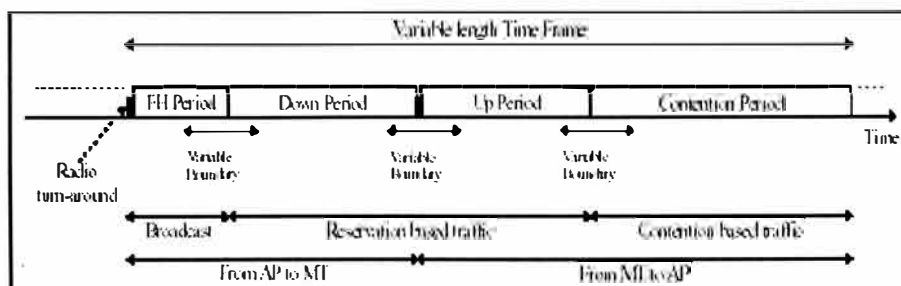 Variable length Time Frame
FH Period
Down Period
Up Period
Contention Period
Time
Radio
turn-around
Variable
Boundary
Variable
Boundary
Variable
Boundary
Broadcast
Reservation based traffic
Contention based traffic
From AP to MT
From MT to AP